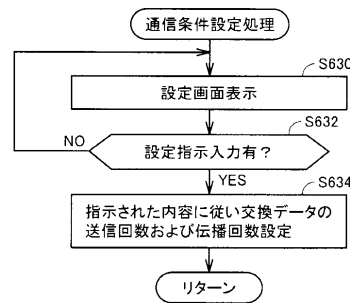 通信条件設定処理
S630
設定画面表示
S632
設定指示入力有?
NO
YES
S634
指示された内容に従い交換データの
送信回数および伝播回数設定
リターン